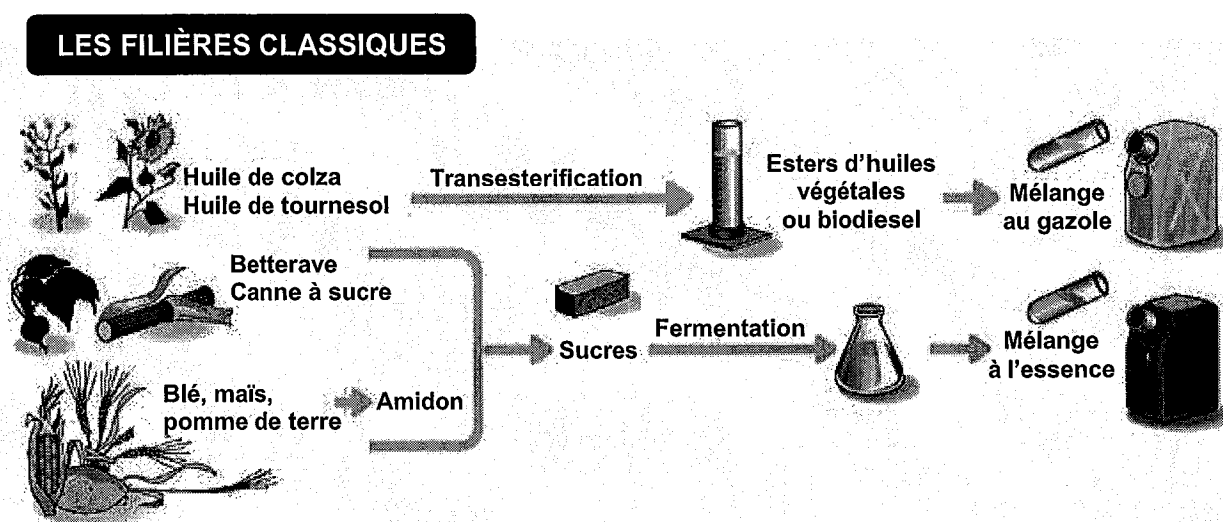 LES FILIÈRES CLASSIQUES
Huile de colza
Huile de tournesol
Transesterification
Esters d'huiles
végétales
ou biodiesel
Mélange
au gazole
Betterave
Canne à sucre
Sucres
Fermentation
Mélange
à l'essence
Blé, maïs,
pomme de terre
Amidon